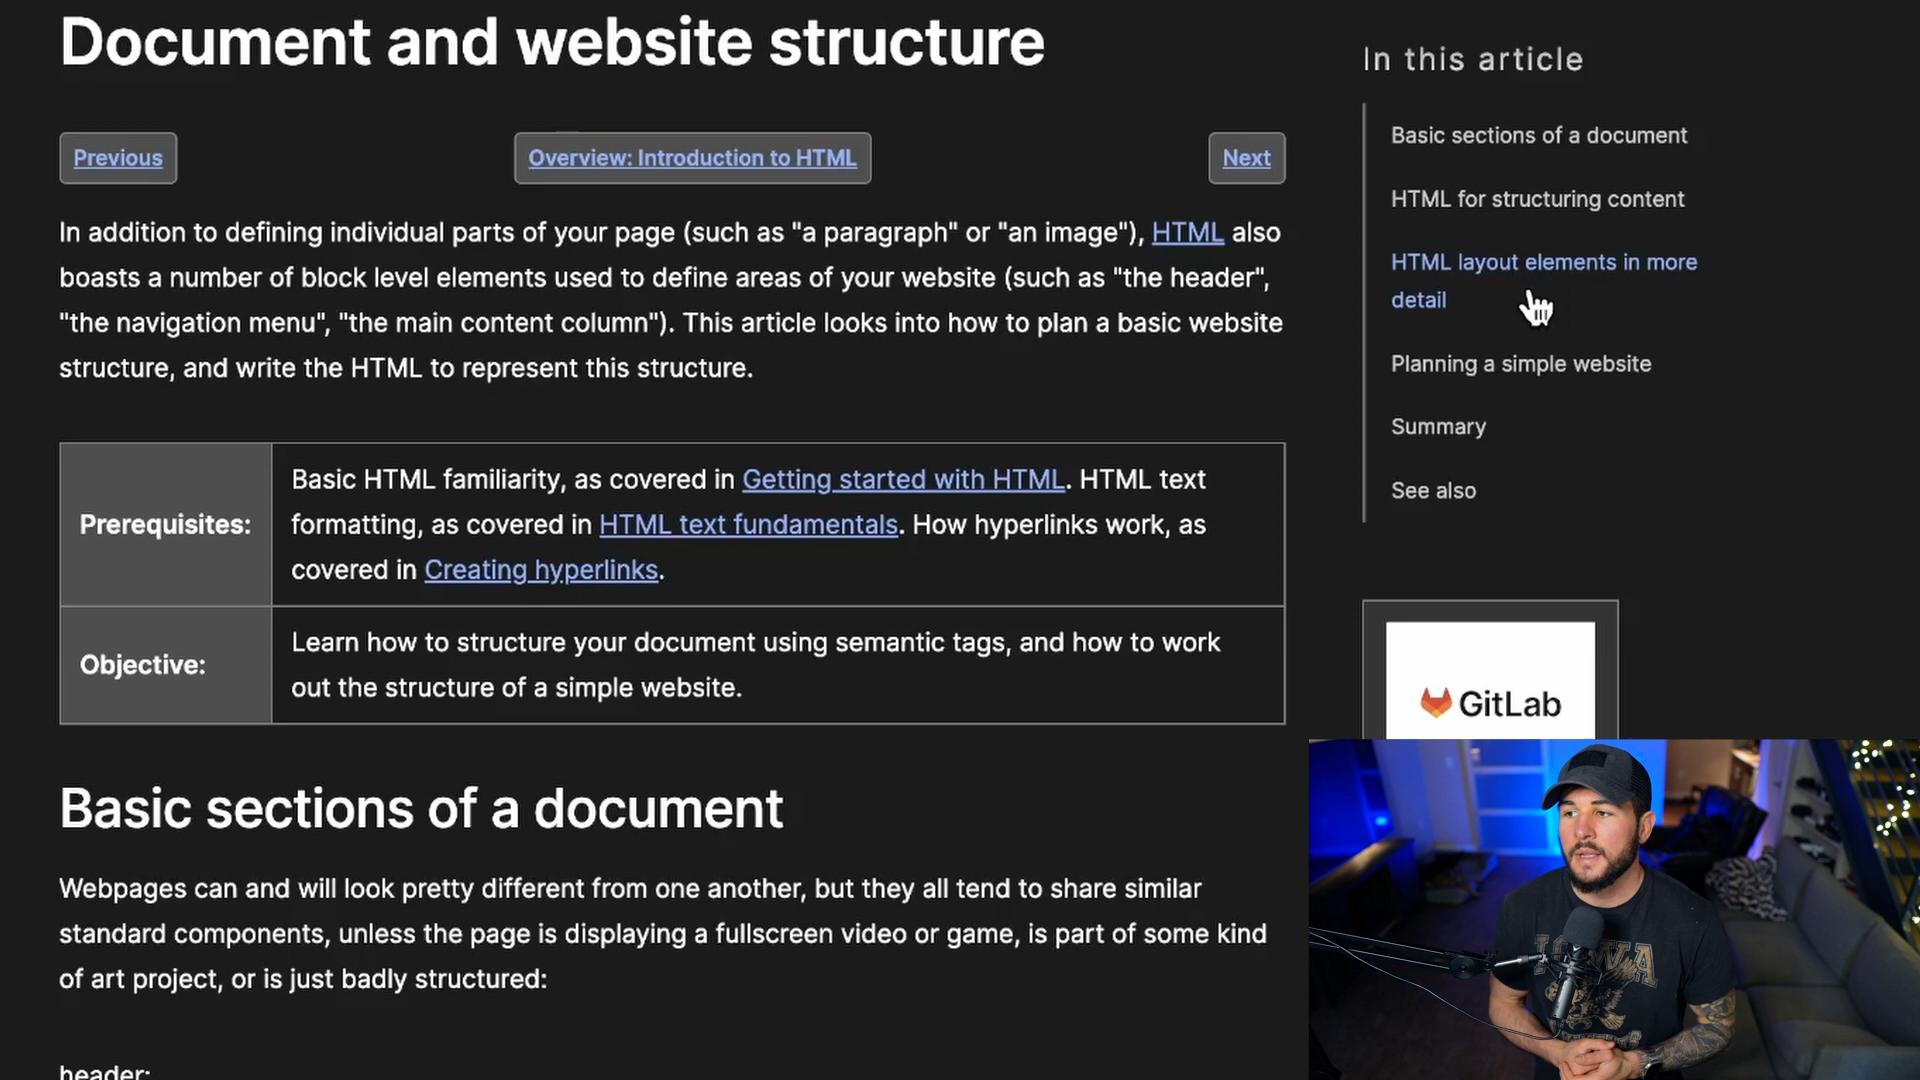 Document and website structure
Previous
Overview: Introduction to HTML
Next
In addition to defining individual parts of your page (such as "a paragraph" or "an image"), HTML also
boasts a number of block level elements used to define areas of your website (such as "the header",
"the navigation menu", "the main content column"). This article looks into how to plan a basic website
structure, and write the HTML to represent this structure.
Prerequisites:
Basic HTML familiarity, as covered in Getting started with HTML. HTML text
formatting, as covered in HTML text fundamentals. How hyperlinks work, as
covered in Creating hyperlinks.
Objective:
Learn how to structure your document using semantic tags, and how to work
out the structure of a simple website.
Basic sections of a document
Webpages can and will look pretty different from one another, but they all tend to share similar
standard components, unless the page is displaying a fullscreen video or game, is part of some kind
of art project, or is just badly structured:
header:
In this article
Basic sections of a document
HTML for structuring content
HTML layout elements in more
detail
Planning a simple website
Summary
See also
GitLab
IOWA